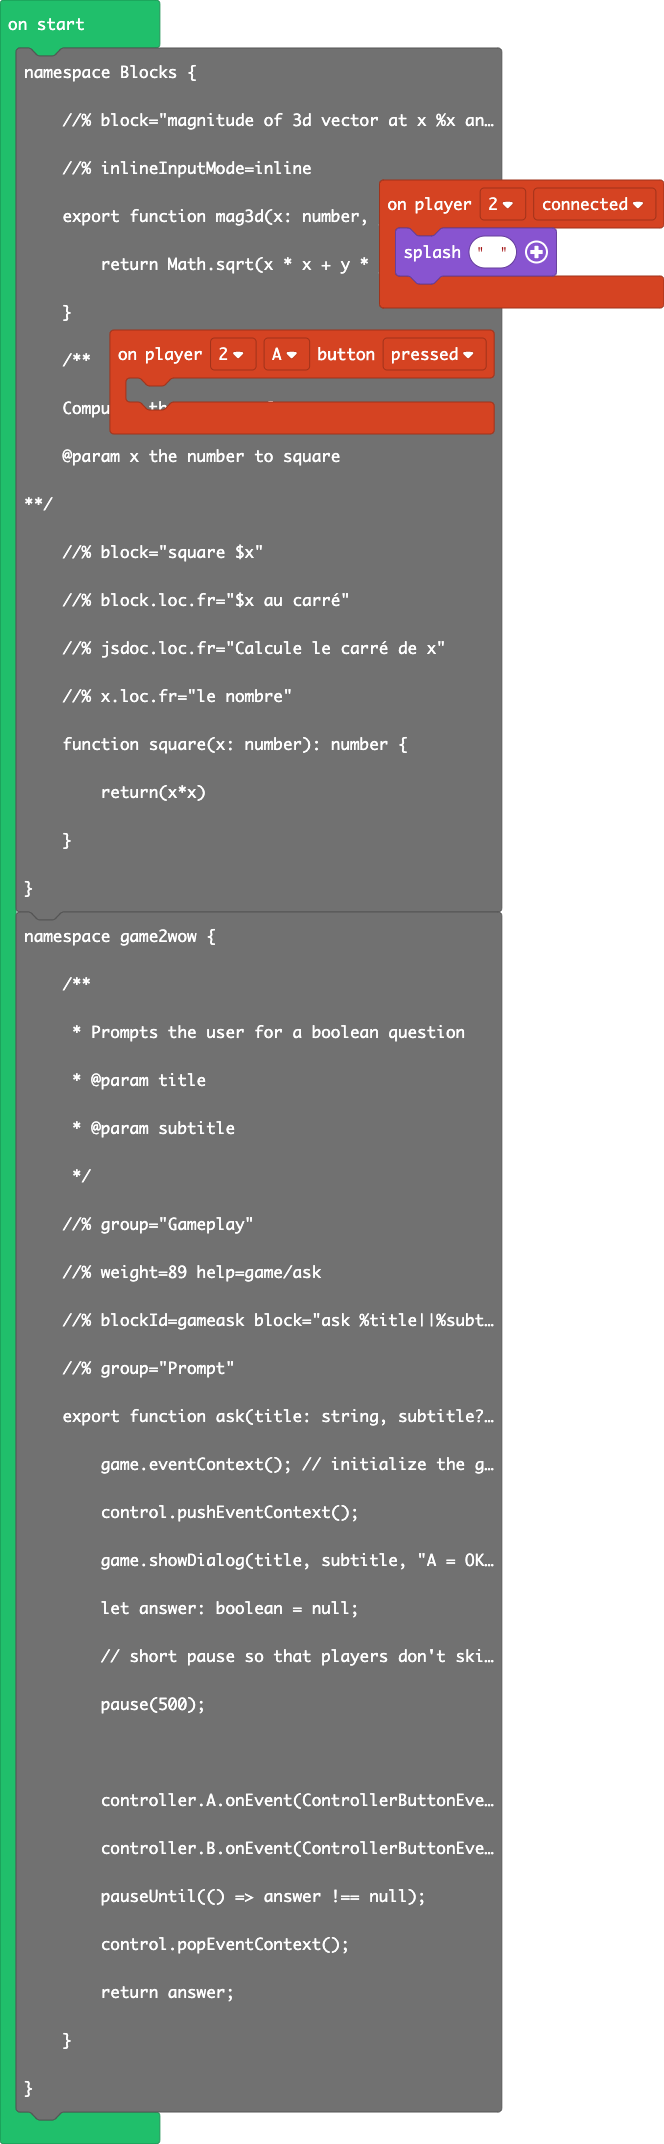 on start
namespace Blocks {
//% block="magnitude of 3d vector at x %x an…
//% inlineInputMode=inline
export function mag3d(x: number,
on player 2 connected
splash " "
return Math.sqrt(x * x + y *
}
on player 2 A button pressed
/**
@param x the number to square
**/
//% block="square $x"
//% block.loc.fr="$x au carré"
//% jsdoc.loc.fr="Calcule le carré de x"
//% x.loc.fr="le nombre"
function square(x: number): number {
return(x*x)
}
}
namespace game2wow {
/**
* Prompts the user for a boolean question
* @param title
* @param subtitle
*/
//% group="Gameplay"
//% weight=89 help=game/ask
//% blockId=gameask block="ask %title||%subt…
//% group="Prompt"
export function ask(title: string, subtitle?…
game.eventContext(); // initialize the g…
control.pushEventContext();
game.showDialog(title, subtitle, "A = OK…
let answer: boolean = null;
// short pause so that players don't ski…
pause(500);
controller.A.onEvent(ControllerButtonEve…
controller.B.onEvent(ControllerButtonEve…
pauseUntil(() => answer !== null);
control.popEventContext();
return answer;
}
}